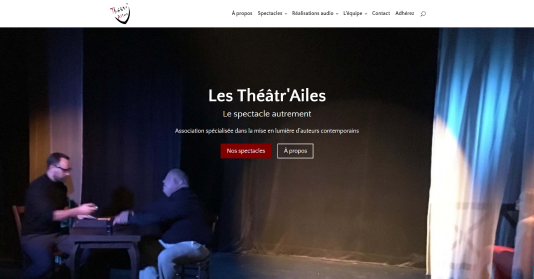 Théâtr'
Ailes
À propos Spectacles Réalisations audio L'équipe Contact Adhérez
Les Théâtr'Ailes
Le spectacle autrement
Association spécialisée dans la mise en lumière d'auteurs contemporains
Nos spectacles À propos